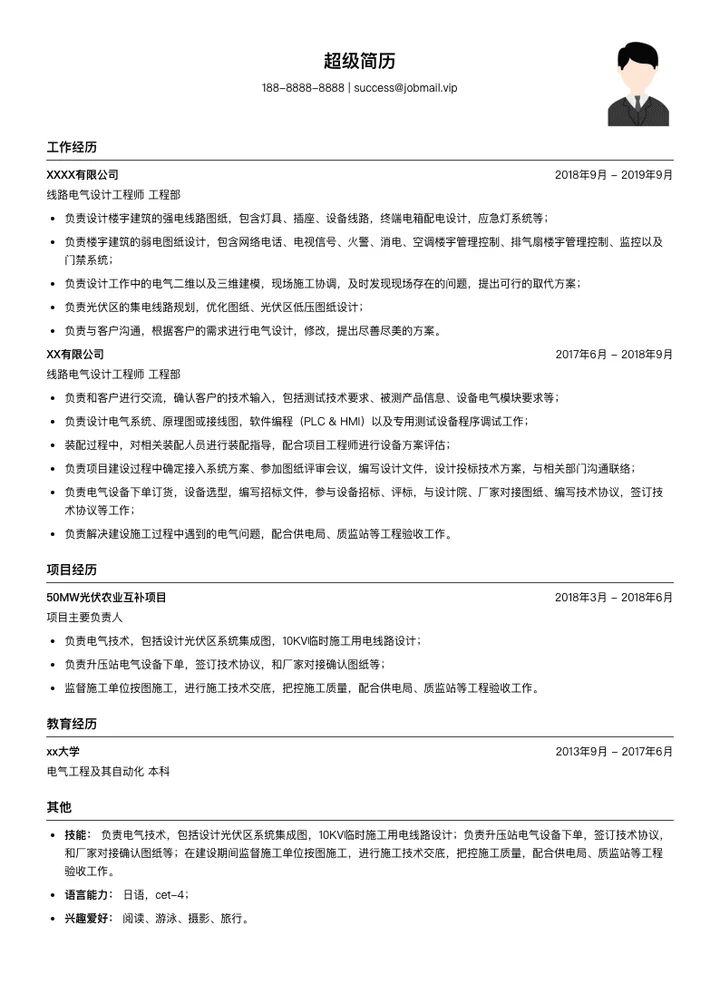 超级简历
188-8888-8888 | success@jobmail.vip
工作经历
XXXX有限公司 2018年9月 - 2019年9月
线路电气设计工程师 工程部
• 负责设计楼宇建筑的强电线路图纸，包含灯具、插座、设备线路，终端电箱配电设计，应急灯系统等；
• 负责楼宇建筑的弱电图纸设计，包含网络电话、电视信号、火警、消电、空调楼宇管理控制、排气扇楼宇管理控制、监控以及
门禁系统；
• 负责设计工作中的电气二维以及三维建模，现场施工协调，及时发现现场存在的问题，提出可行的取代方案；
• 负责光伏区的集电线路规划，优化图纸、光伏区低压图纸设计；
• 负责与客户沟通，根据客户的需求进行电气设计，修改，提出尽善尽美的方案。
XX有限公司 2017年6月 - 2018年9月
线路电气设计工程师 工程部
• 负责和客户进行交流，确认客户的技术输入，包括测试技术要求、被测产品信息、设备电气模块要求等；
• 负责设计电气系统、原理图或接线图，软件编程（PLC & HMI）以及专用测试设备程序调试工作；
• 装配过程中，对相关装配人员进行装配指导，配合项目工程师进行设备方案评估；
• 负责项目建设过程中确定接入系统方案、参加图纸评审会议，编写设计文件，设计投标技术方案，与相关部门沟通联络；
• 负责电气设备下单订货，设备选型，编写招标文件，参与设备招标、评标，与设计院、厂家对接图纸、编写技术协议，签订技
术协议等工作；
• 负责解决建设施工过程中遇到的电气问题，配合供电局、质监站等工程验收工作。
项目经历
50MW光伏农业互补项目 2018年3月 - 2018年6月
项目主要负责人
• 负责电气技术，包括设计光伏区系统集成图，10KV临时施工用电线路设计；
• 负责升压站电气设备下单，签订技术协议，和厂家对接确认图纸等；
• 监督施工单位按图施工，进行施工技术交底，把控施工质量，配合供电局、质监站等工程验收工作。
教育经历
xx大学 2013年9月 - 2017年6月
电气工程及其自动化 本科
其他
• 技能： 负责电气技术，包括设计光伏区系统集成图，10KV临时施工用电线路设计；负责升压站电气设备下单，签订技术协议，
和厂家对接确认图纸等；在建设期间监督施工单位按图施工，进行施工技术交底，把控施工质量，配合供电局、质监站等工程
验收工作。
• 语言能力： 日语，cet-4；
• 兴趣爱好： 阅读、游泳、摄影、旅行。